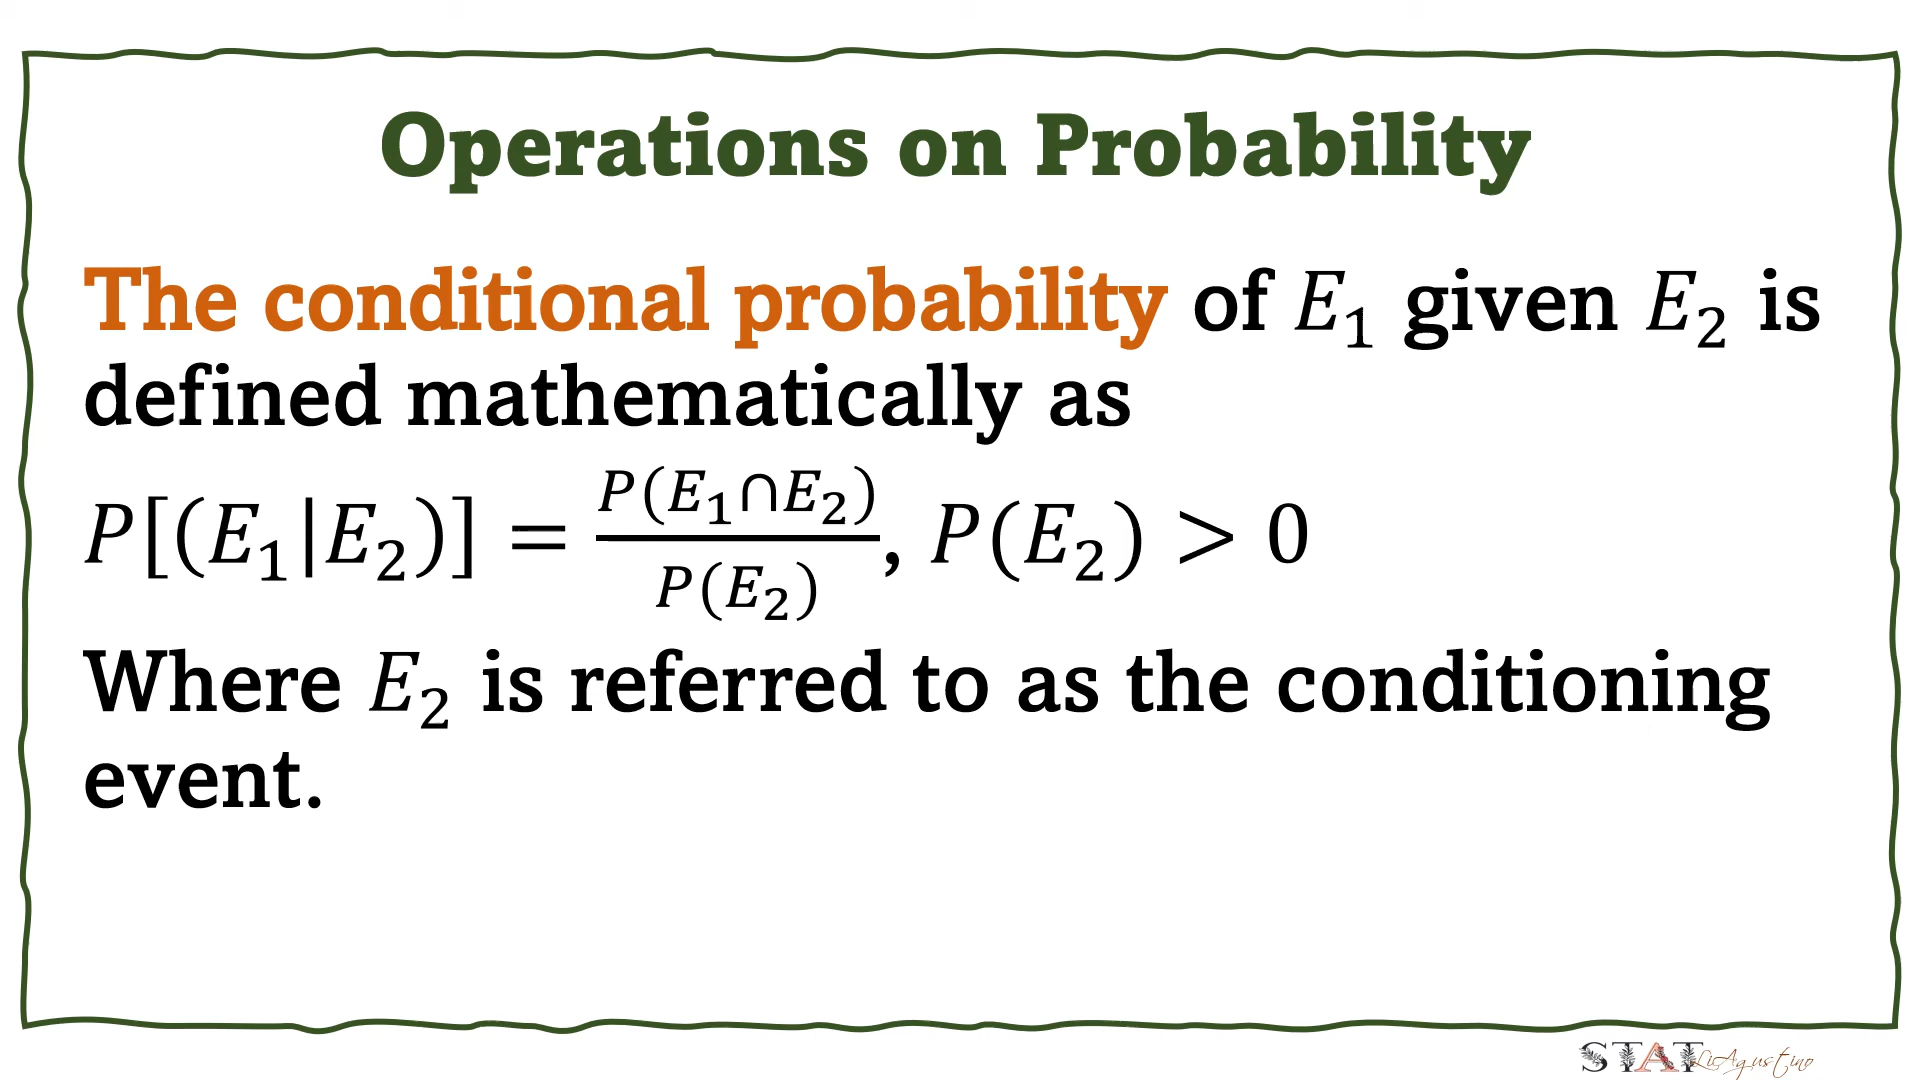 Operations on Probability
The conditional probability of 𝐸₁ given 𝐸₂ is
defined mathematically as
𝑃[(𝐸₁|𝐸₂)] = 𝑃(𝐸₁∩𝐸₂)/𝑃(𝐸₂), 𝑃(𝐸₂) > 0
Where 𝐸₂ is referred to as the conditioning
event.
STAT LiAgustino